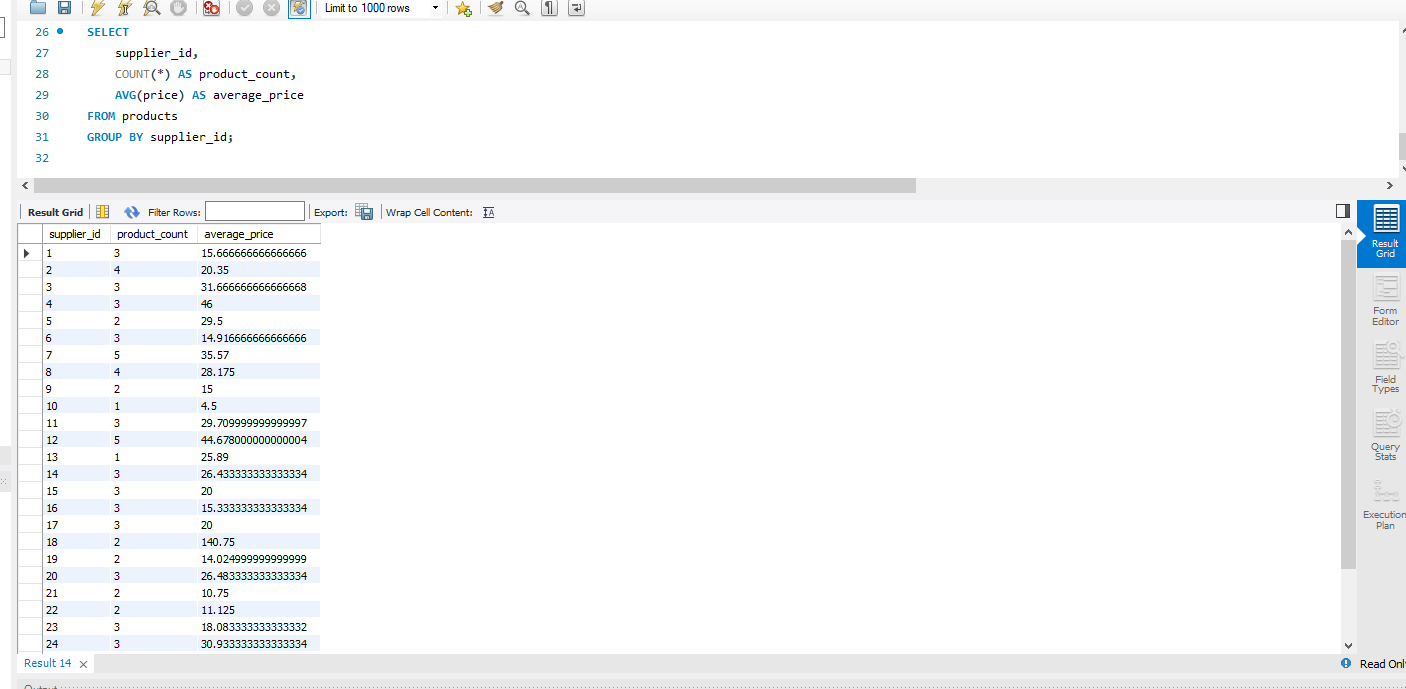 Limit to 1000 rows
26 SELECT
27 supplier_id,
28 COUNT(*) AS product_count,
29 AVG(price) AS average_price
30 FROM products
31 GROUP BY supplier_id;
32
Result Grid Filter Rows: Export: Wrap Cell Content:
supplier_id product_count average_price
1 3 15.666666666666666
2 4 20.35
3 3 31.666666666666668
4 3 46
5 2 29.5
6 3 14.916666666666666
7 5 35.57
8 4 28.175
9 2 15
10 1 4.5
11 3 29.709999999999997
12 5 44.678000000000004
13 1 25.89
14 3 26.433333333333334
15 3 20
16 3 15.333333333333334
17 3 20
18 2 140.75
19 2 14.024999999999999
20 3 26.483333333333334
21 2 10.75
22 2 11.125
23 3 18.083333333333332
24 3 30.933333333333334
Result
Grid
Form
Editor
Field
Types
Query
Stats
Execution
Plan
Result 14
Read Onl
Output